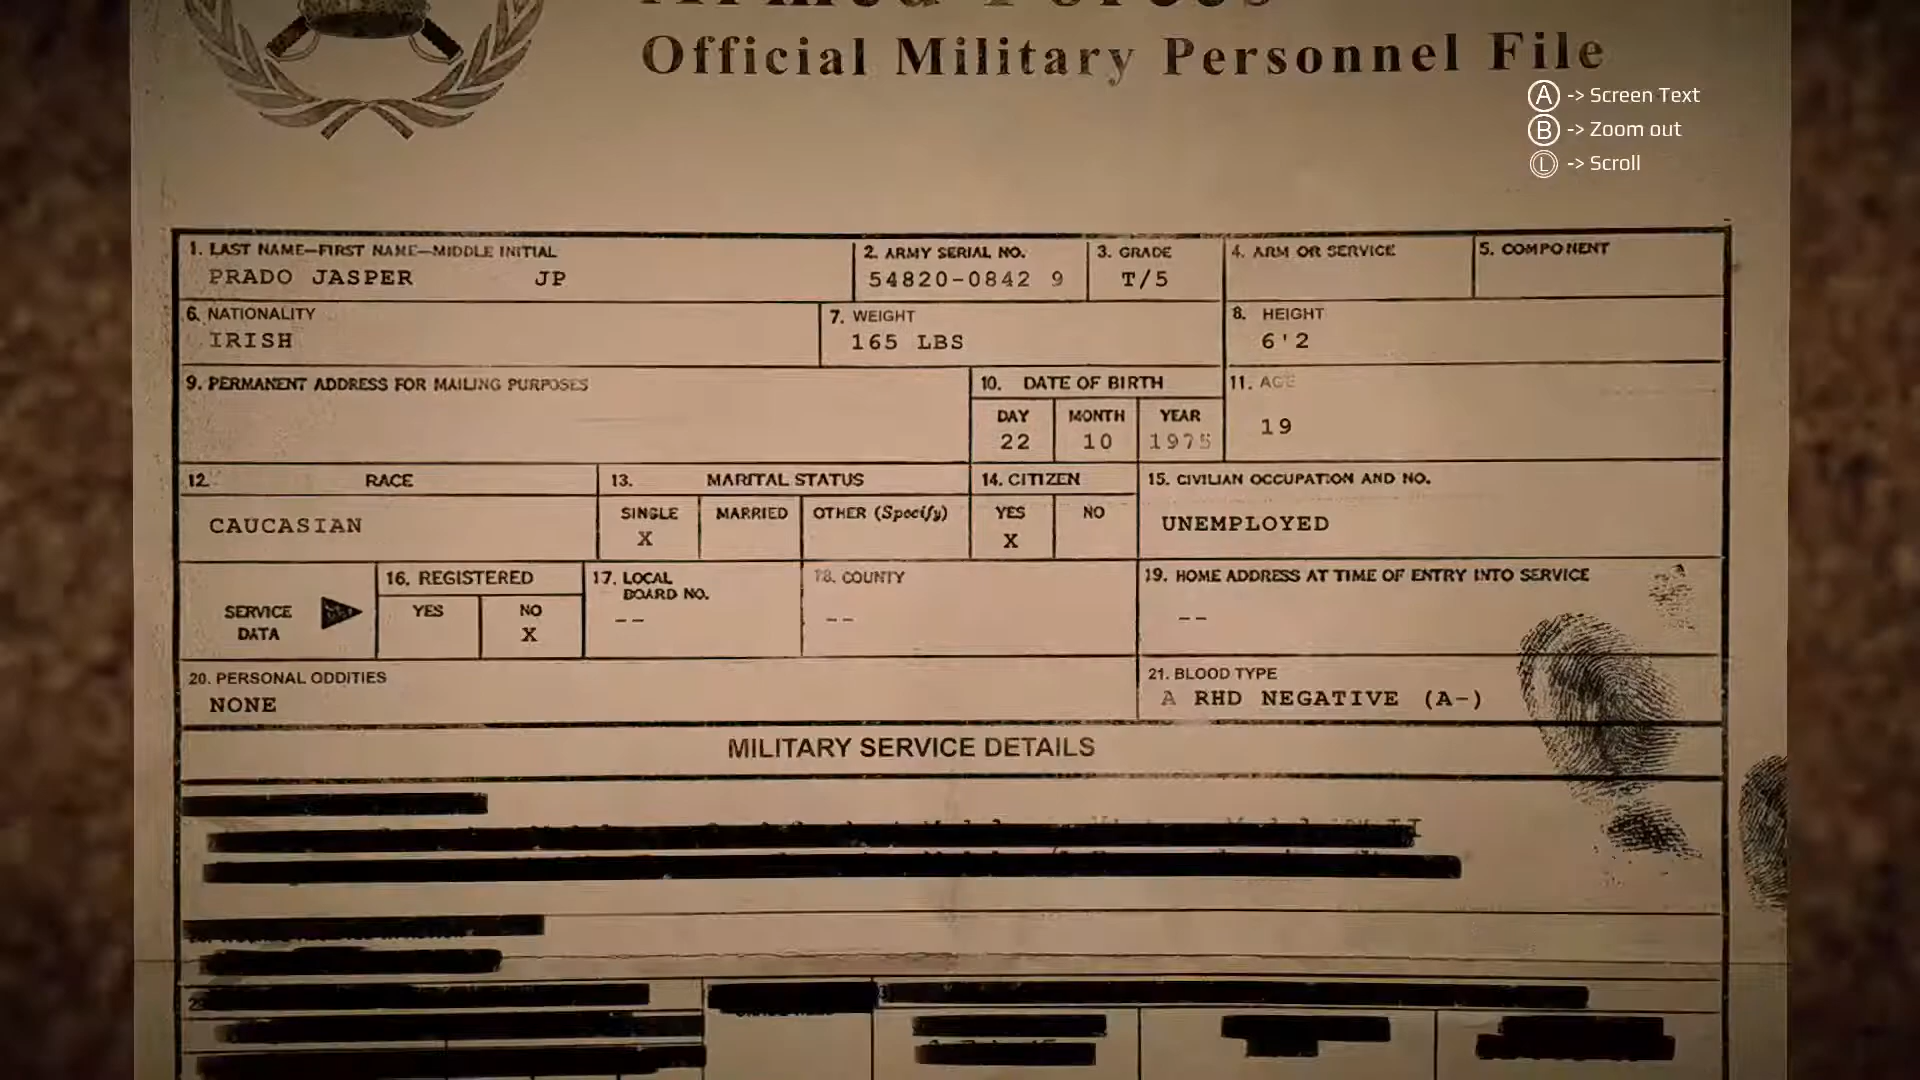 Armed Forces
Official Military Personnel File
A -> Screen Text
B -> Zoom out
L -> Scroll
1. LAST NAME—FIRST NAME—MIDDLE INITIAL
PRADO JASPER JP
2. ARMY SERIAL NO.
54820-0842 9
3. GRADE
T/5
4. ARM OR SERVICE
5. COMPONENT
6. NATIONALITY
IRISH
7. WEIGHT
165 LBS
8. HEIGHT
6'2
9. PERMANENT ADDRESS FOR MAILING PURPOSES
10. DATE OF BIRTH
DAY MONTH YEAR
22 10 1975
11. AGE
19
12. RACE
CAUCASIAN
13. MARITAL STATUS
SINGLE MARRIED OTHER (Specify)
X
14. CITIZEN
YES NO
X
15. CIVILIAN OCCUPATION AND NO.
UNEMPLOYED
SERVICE
DATA
16. REGISTERED
YES NO
X
17. LOCAL
BOARD NO.
--
18. COUNTY
--
19. HOME ADDRESS AT TIME OF ENTRY INTO SERVICE
--
20. PERSONAL ODDITIES
NONE
21. BLOOD TYPE
A RHD NEGATIVE (A-)
MILITARY SERVICE DETAILS